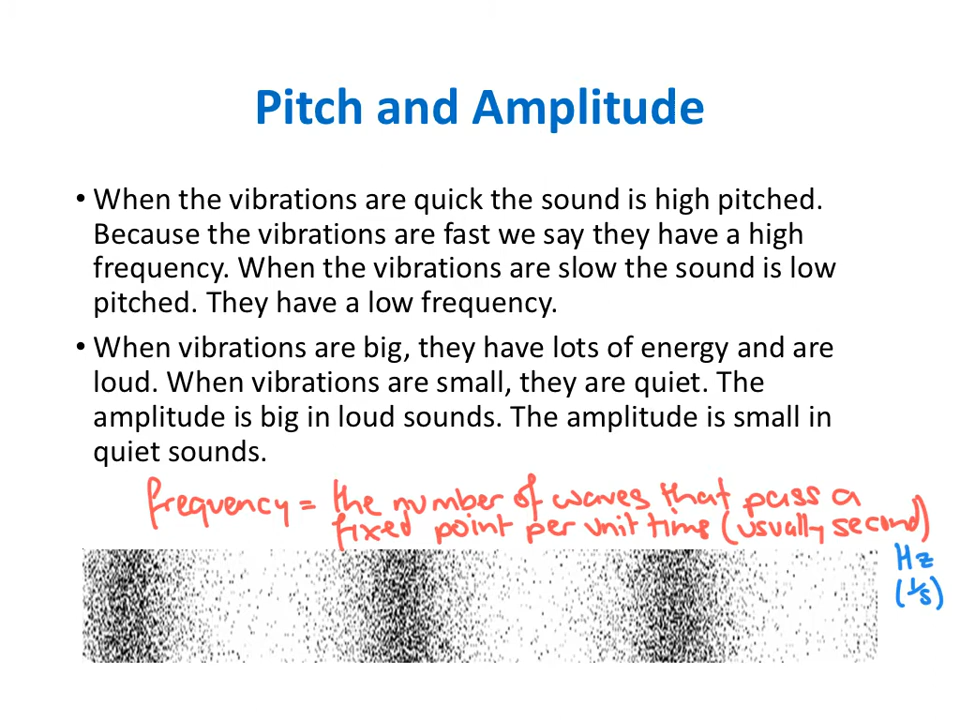 Pitch and Amplitude
• When the vibrations are quick the sound is high pitched.
Because the vibrations are fast we say they have a high
frequency. When the vibrations are slow the sound is low
pitched. They have a low frequency.
• When vibrations are big, they have lots of energy and are
loud. When vibrations are small, they are quiet. The
amplitude is big in loud sounds. The amplitude is small in
quiet sounds.
frequency = the number of waves that pass a
fixed point per unit time (usually second)
Hz
(1/s)